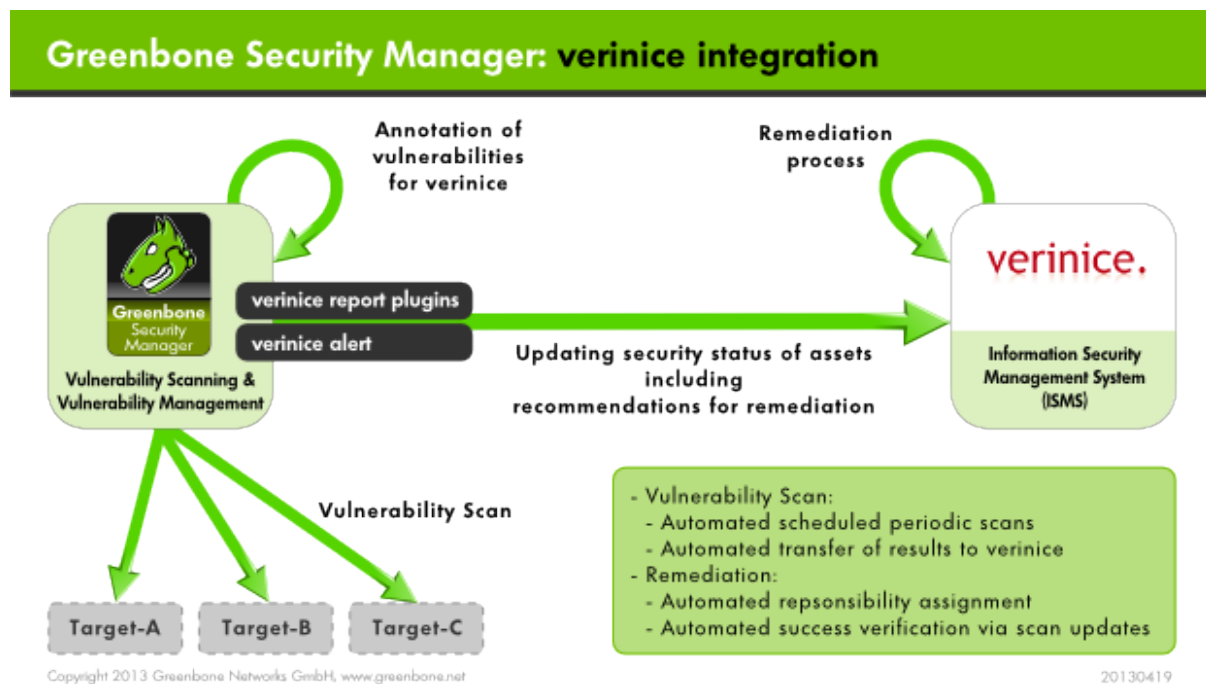 Greenbone Security Manager: verinice integration
Annotation of
vulnerabilities
for verinice
Remediation
process
Greenbone
Security
Manager
verinice report plugins
verinice alert
Vulnerability Scanning &
Vulnerability Management
verinice.
Information Security
Management System
(ISMS)
Updating security status of assets
including
recommendations for remediation
Vulnerability Scan
- Vulnerability Scan:
- Automated scheduled periodic scans
- Automated transfer of results to verinice
- Remediation:
- Automated repsonsibility assignment
- Automated success verification via scan updates
Target-A
Target-B
Target-C
Copyright 2013 Greenbone Networks GmbH, www.greenbone.net
20130419